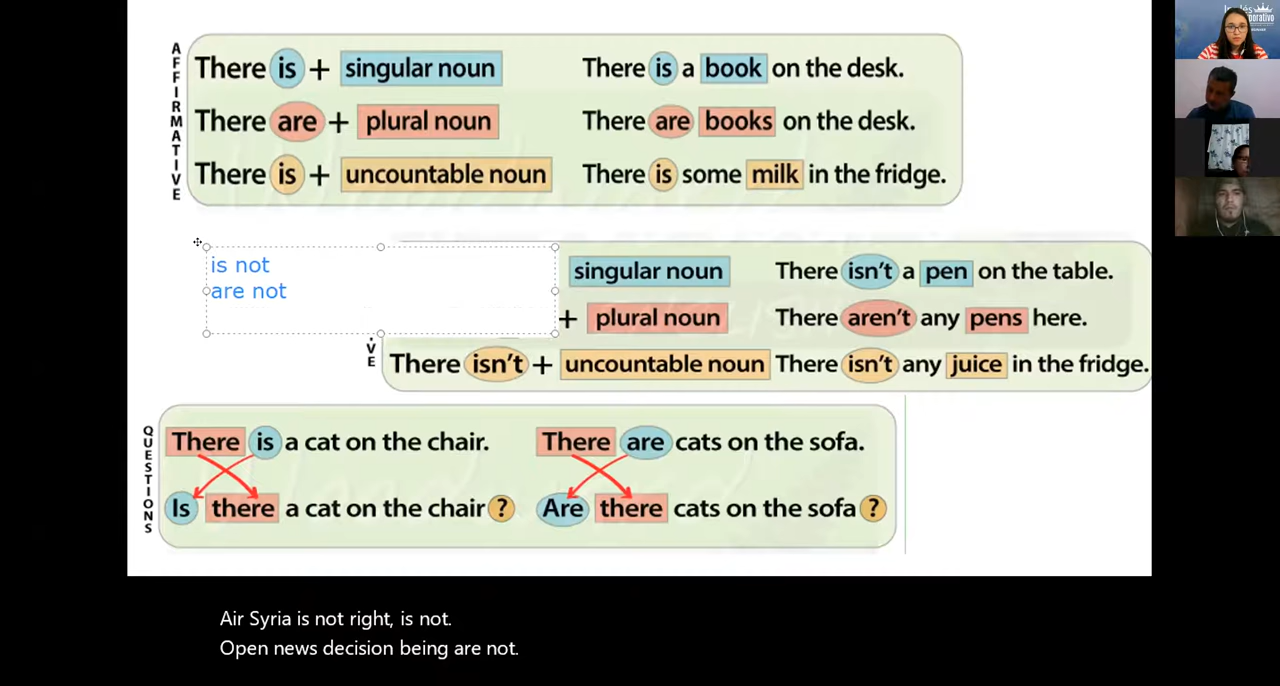 AFFIRMATIVE
There is + singular noun There is a book on the desk.
There are + plural noun There are books on the desk.
There is + uncountable noun There is some milk in the fridge.
is not
are not
singular noun There isn't a pen on the table.
+ plural noun There aren't any pens here.
VE
There isn't + uncountable noun There isn't any juice in the fridge.
QUESTIONS
There is a cat on the chair. There are cats on the sofa.
Is there a cat on the chair ? Are there cats on the sofa ?
Air Syria is not right, is not.
Open news decision being are not.